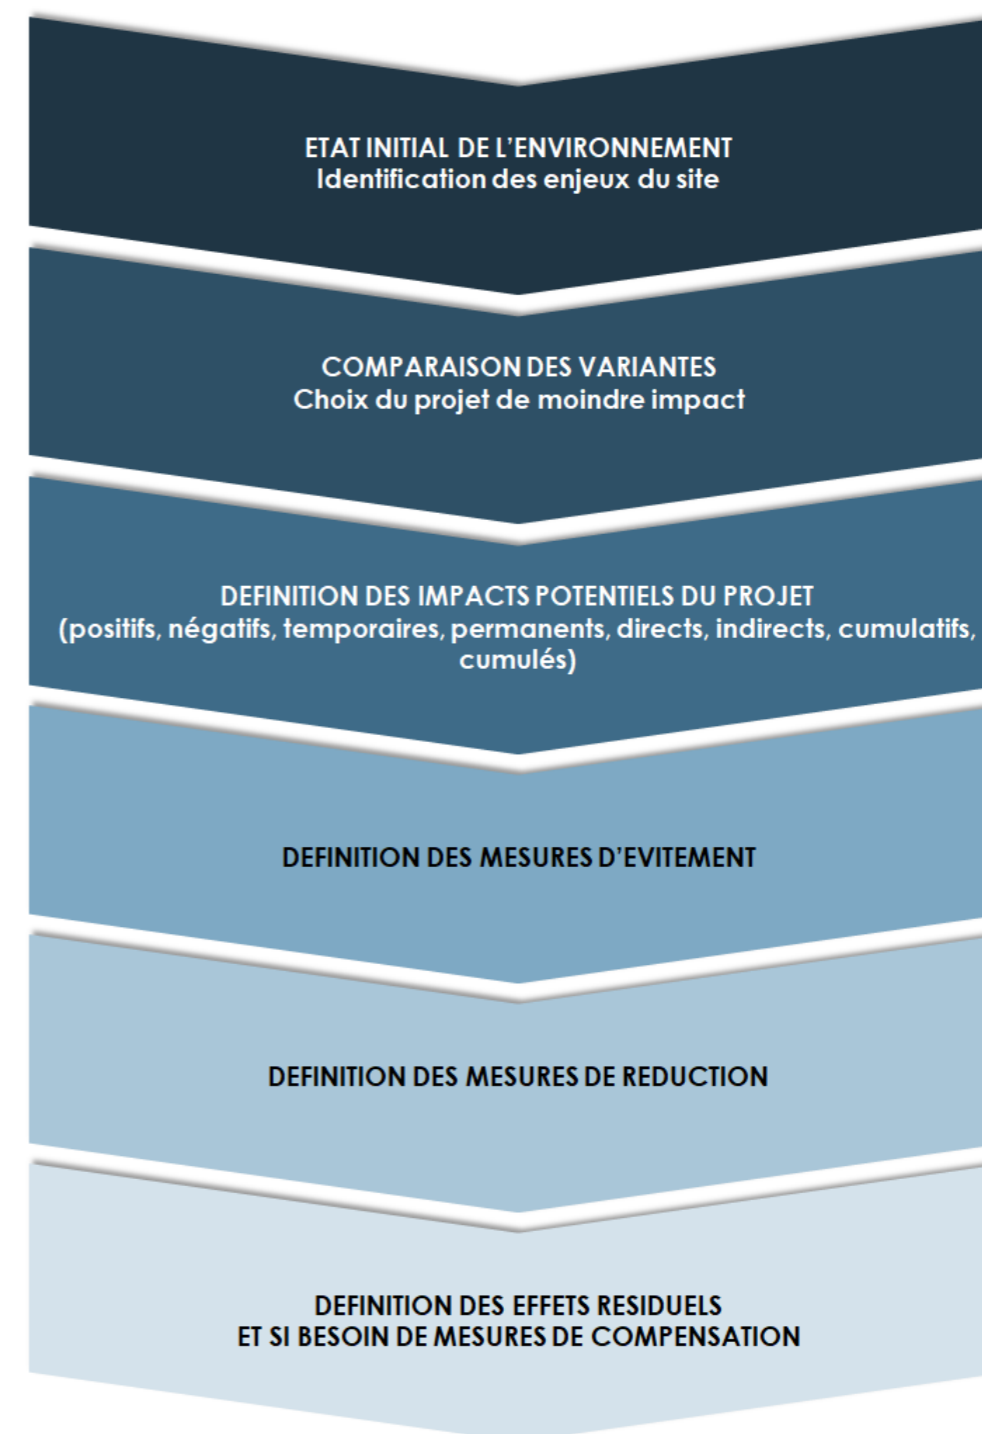 ETAT INITIAL DE L’ENVIRONNEMENT
Identification des enjeux du site
COMPARAISON DES VARIANTES
Choix du projet de moindre impact
DEFINITION DES IMPACTS POTENTIELS DU PROJET
(positifs, négatifs, temporaires, permanents, directs, indirects, cumulatifs,
cumulés)
DEFINITION DES MESURES D’EVITEMENT
DEFINITION DES MESURES DE REDUCTION
DEFINITION DES EFFETS RESIDUELS
ET SI BESOIN DE MESURES DE COMPENSATION